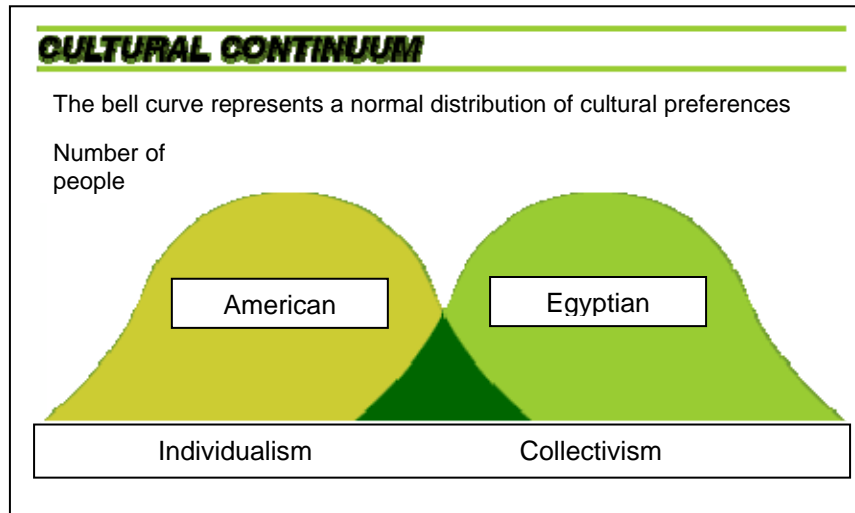 CULTURAL CONTINUUM
The bell curve represents a normal distribution of cultural preferences
Number of
people
American
Egyptian
Individualism
Collectivism